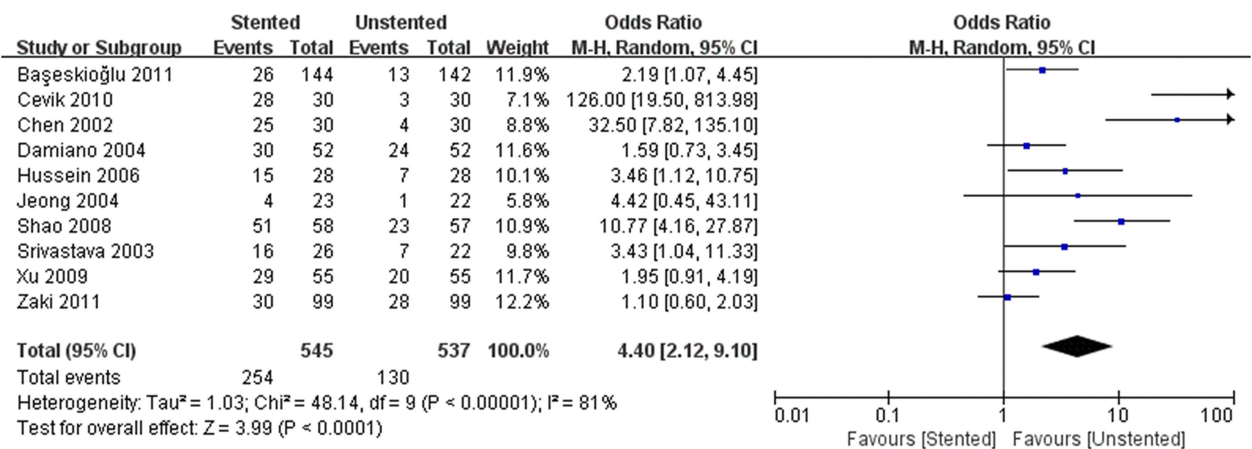 Stented Unstented Odds Ratio Odds Ratio
Study or Subgroup Events Total Events Total Weight M-H, Random, 95% CI M-H, Random, 95% CI
Başeskioğlu 2011 26 144 13 142 11.9% 2.19 [1.07, 4.45]
Cevik 2010 28 30 3 30 7.1% 126.00 [19.50, 813.98]
Chen 2002 25 30 4 30 8.8% 32.50 [7.82, 135.10]
Damiano 2004 30 52 24 52 11.6% 1.59 [0.73, 3.45]
Hussein 2006 15 28 7 28 10.1% 3.46 [1.12, 10.75]
Jeong 2004 4 23 1 22 5.8% 4.42 [0.45, 43.11]
Shao 2008 51 58 23 57 10.9% 10.77 [4.16, 27.87]
Srivastava 2003 16 26 7 22 9.8% 3.43 [1.04, 11.33]
Xu 2009 29 55 20 55 11.7% 1.95 [0.91, 4.19]
Zaki 2011 30 99 28 99 12.2% 1.10 [0.60, 2.03]
Total (95% CI) 545 537 100.0% 4.40 [2.12, 9.10]
Total events 254 130
Heterogeneity: Tau² = 1.03; Chi² = 48.14, df = 9 (P < 0.00001); I² = 81%
Test for overall effect: Z = 3.99 (P < 0.0001)
0.01 0.1 1 10 100
Favours [Stented] Favours [Unstented]